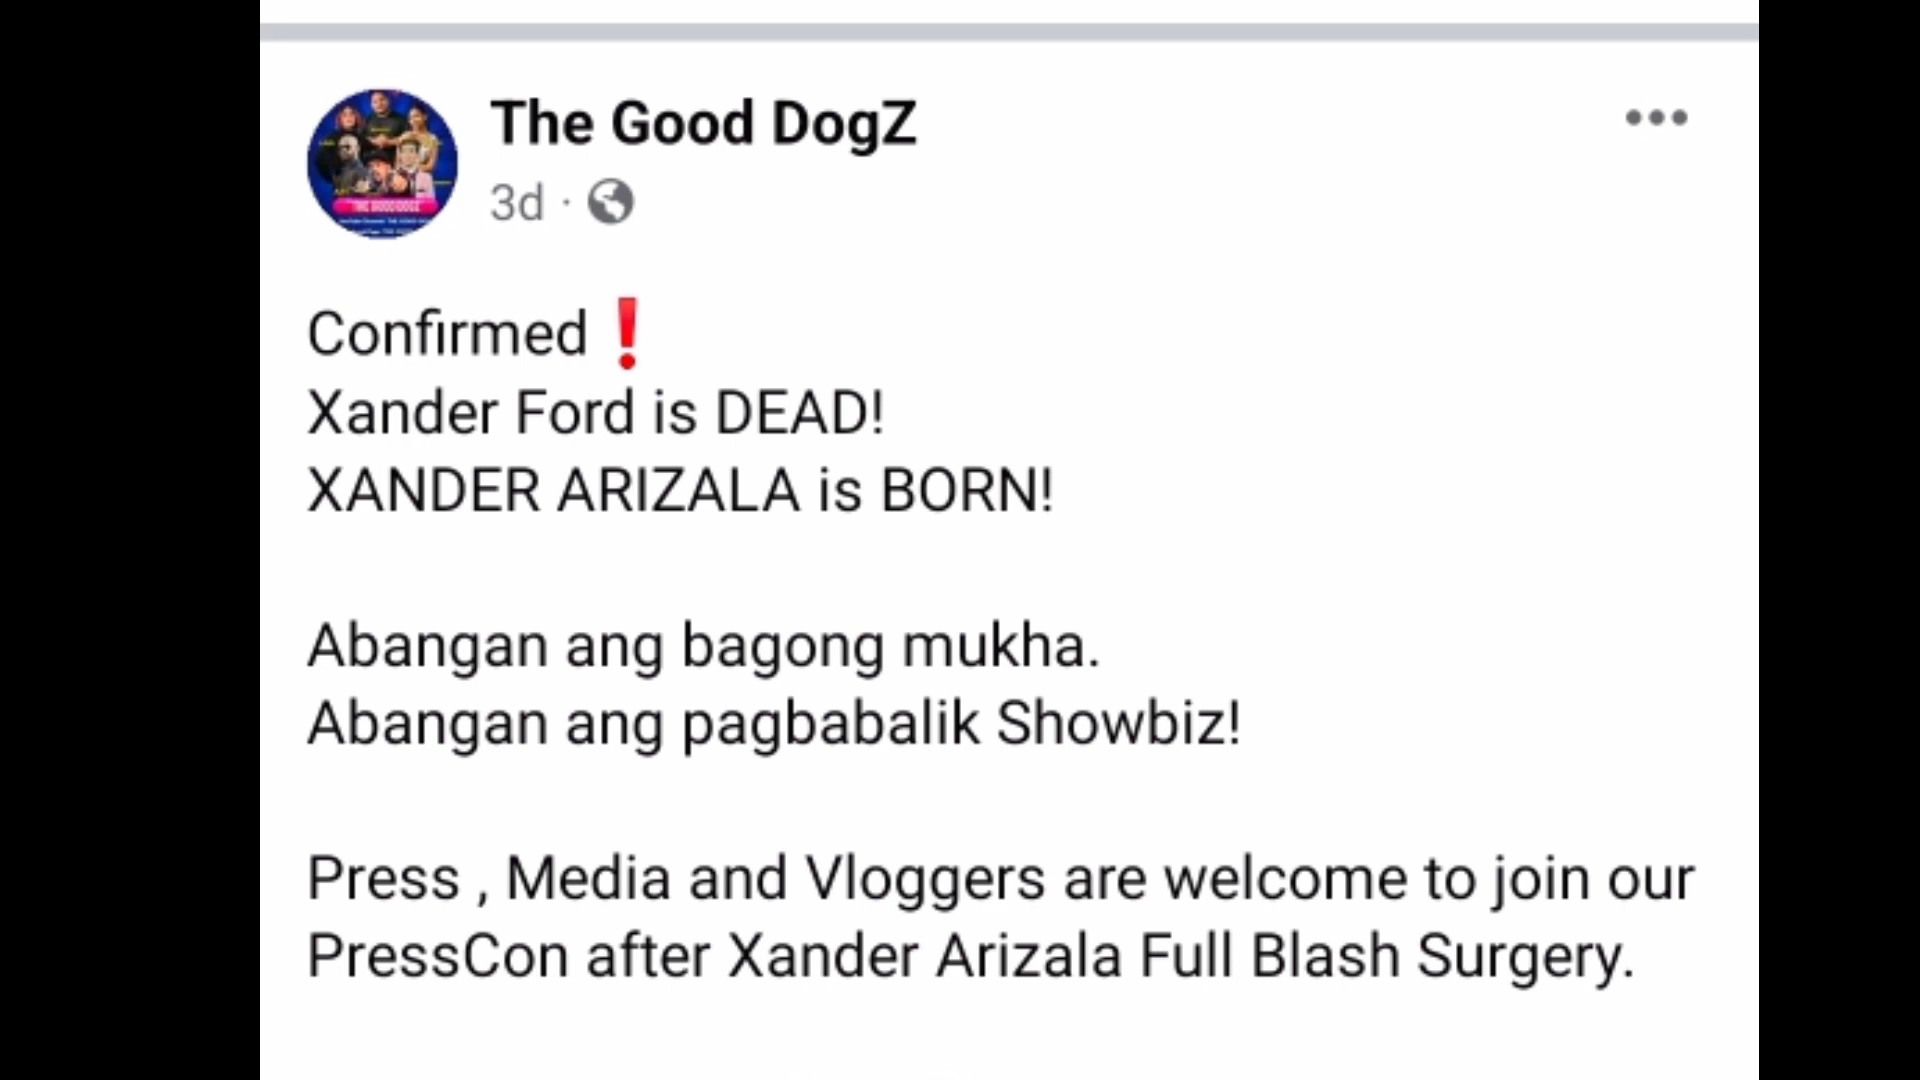 The Good DogZ
3d ·
Confirmed❗
Xander Ford is DEAD!
XANDER ARIZALA is BORN!
Abangan ang bagong mukha.
Abangan ang pagbabalik Showbiz!
Press , Media and Vloggers are welcome to join our
PressCon after Xander Arizala Full Blash Surgery.